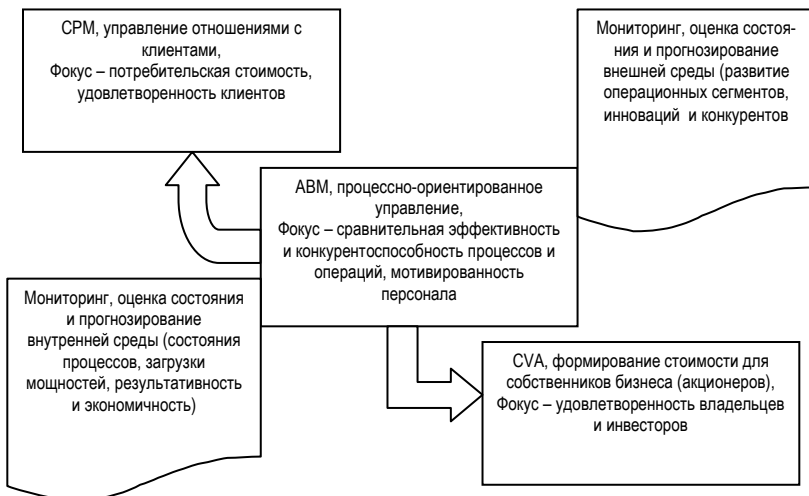 CPM, управление отношениями с
клиентами,
Фокус – потребительская стоимость,
удовлетворенность клиентов
Мониторинг, оценка состоя-
ния и прогнозирование
внешней среды (развитие
операционных сегментов,
инноваций и конкурентов
ABM, процессно-ориентированное
управление,
Фокус – сравнительная эффективность
и конкурентоспособность процессов и
операций, мотивированность
персонала
Мониторинг, оценка состояния
и прогнозирование
внутренней среды (состояния
процессов, загрузки
мощностей, результативность
и экономичность)
CVA, формирование стоимости для
собственников бизнеса (акционеров),
Фокус – удовлетворенность владельцев
и инвесторов